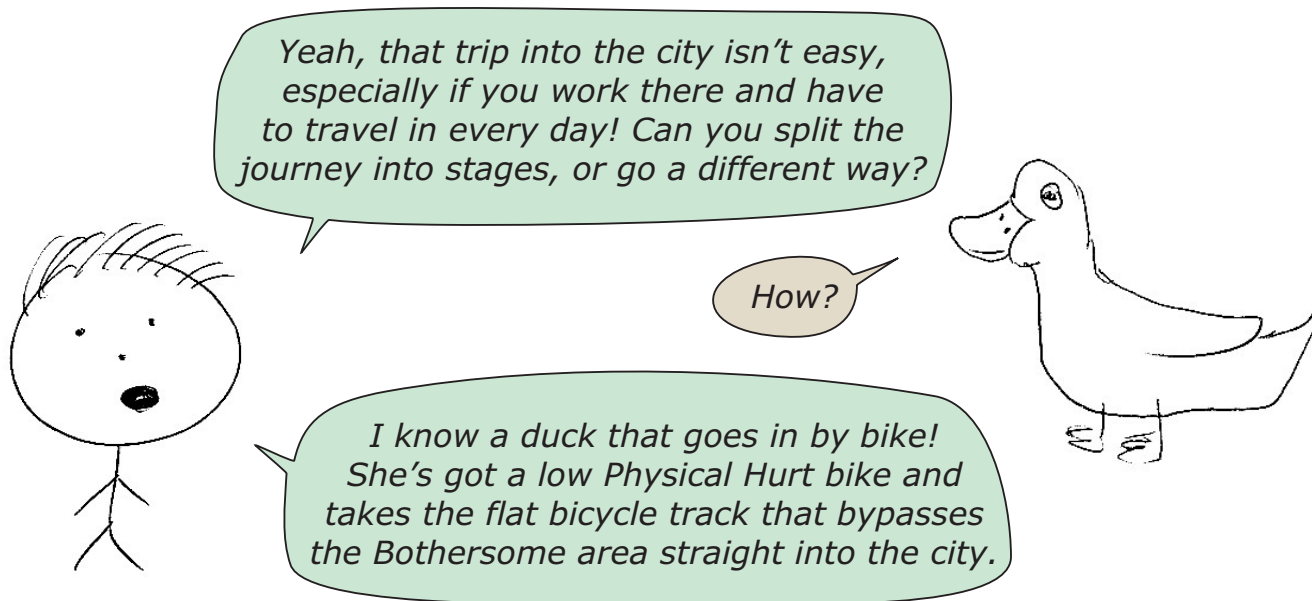 Yeah, that trip into the city isn’t easy,
especially if you work there and have
to travel in every day! Can you split the
journey into stages, or go a different way?
How?
I know a duck that goes in by bike!
She’s got a low Physical Hurt bike and
takes the flat bicycle track that bypasses
the Bothersome area straight into the city.